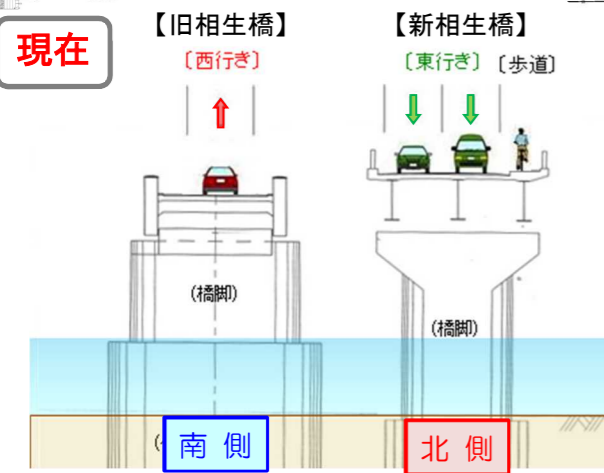 現在
【旧相生橋】
【新相生橋】
〔西行き〕
〔東行き〕
〔歩道〕
(橋脚)
(橋脚)
南 側
北 側